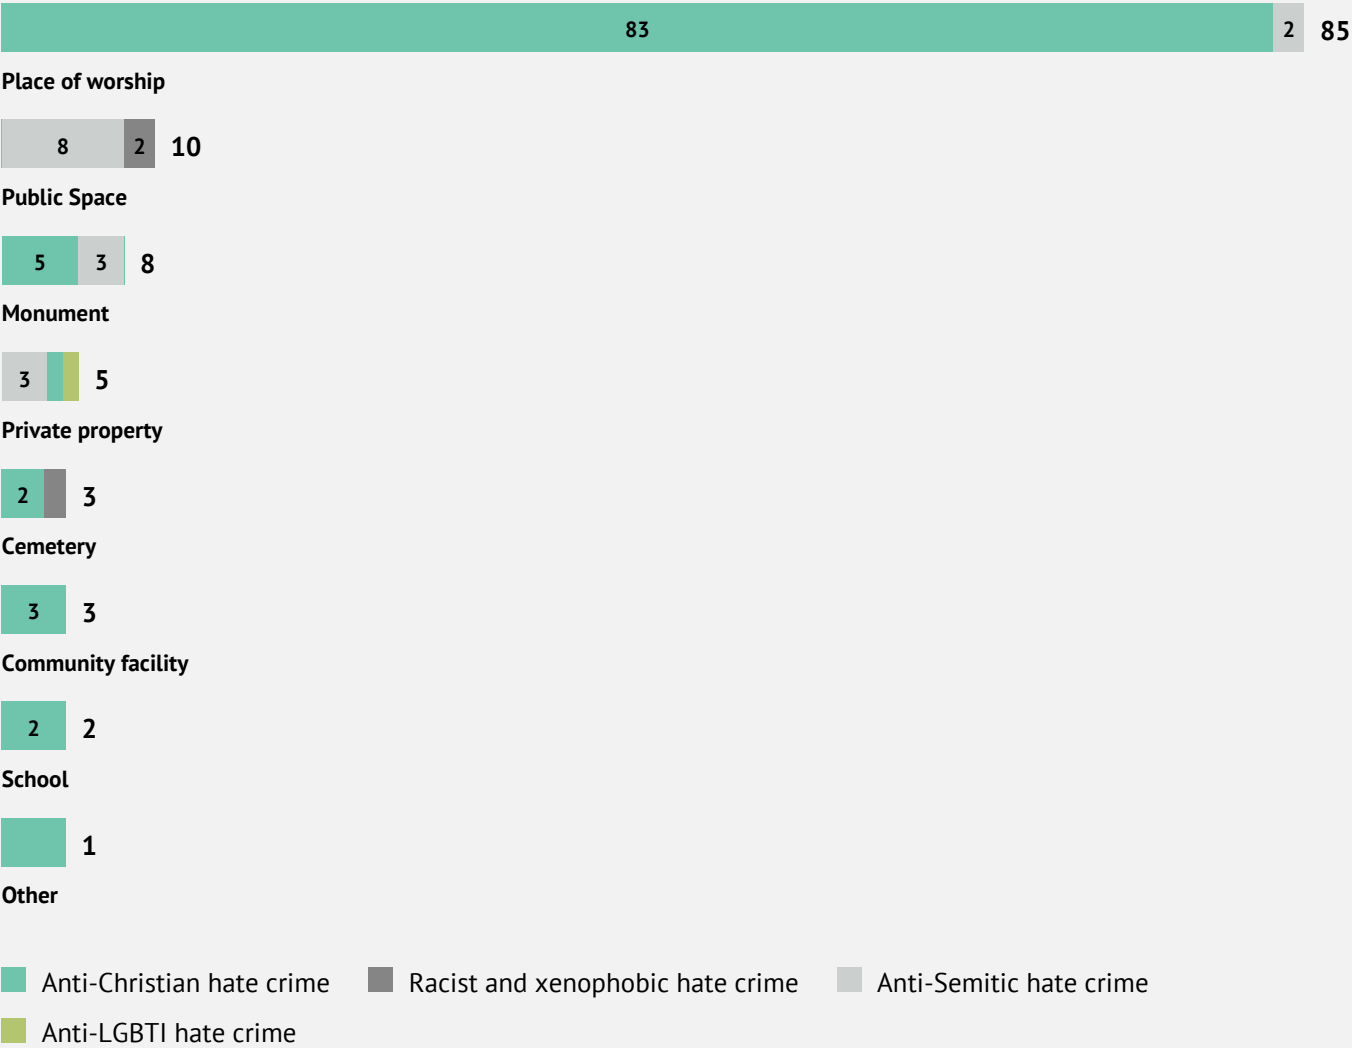 83 2 85
Place of worship
8 2 10
Public Space
5 3 8
Monument
3 5
Private property
2 3
Cemetery
3 3
Community facility
2 2
School
1
Other
Anti-Christian hate crime Racist and xenophobic hate crime Anti-Semitic hate crime
Anti-LGBTI hate crime